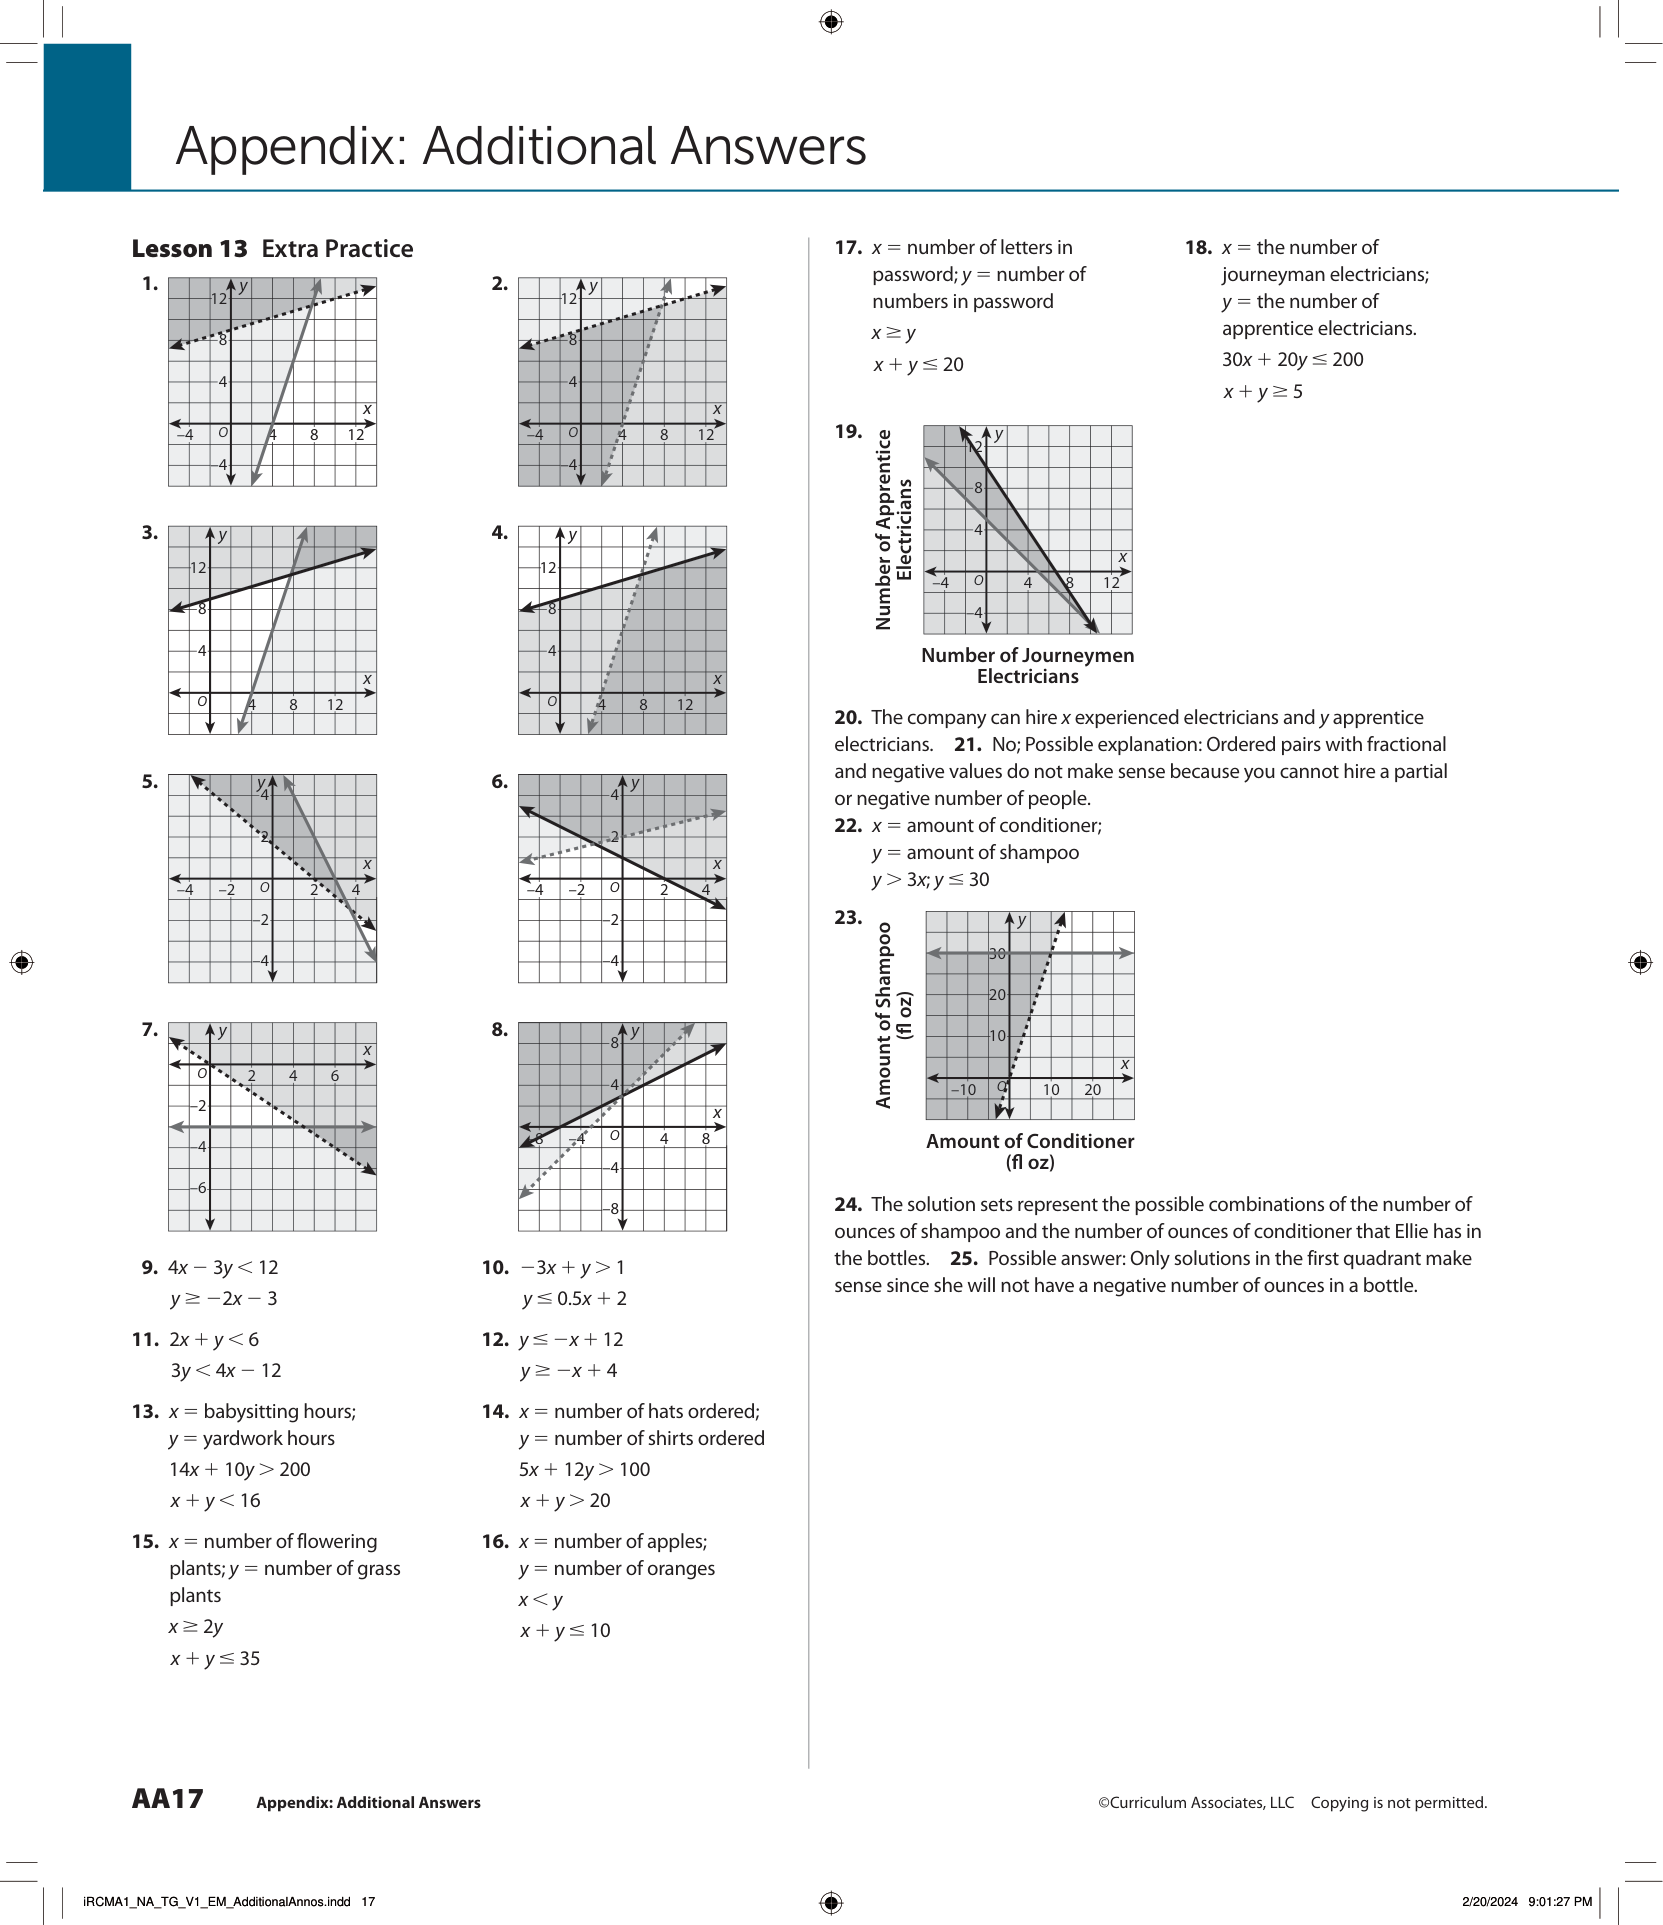 Appendix: Additional Answers
Lesson 13 Extra Practice
1.
y
12
8
4
x
–4
O
4
8
12
–4
2.
y
12
8
4
x
–4
O
4
8
12
–4
3.
y
12
8
4
x
O
4
8
12
4.
y
12
8
4
x
O
4
8
12
5.
y
4
2
x
–4
–2
O
2
4
–2
–4
6.
y
4
2
x
–4
–2
O
2
4
–2
–4
7.
y
x
O
2
4
6
–2
–4
–6
8.
y
8
4
x
–8
–4
O
4
8
–4
–8
9. 4x − 3y < 12
y ≥ −2x − 3
10. −3x + y > 1
y ≤ 0.5x + 2
11. 2x + y < 6
3y < 4x − 12
12. y ≤ −x + 12
y ≥ −x + 4
13. x = babysitting hours;
y = yardwork hours
14x + 10y > 200
x + y < 16
14. x = number of hats ordered;
y = number of shirts ordered
5x + 12y > 100
x + y > 20
15. x = number of flowering
plants; y = number of grass
plants
x ≥ 2y
x + y ≤ 35
16. x = number of apples;
y = number of oranges
x < y
x + y ≤ 10
17. x = number of letters in
password; y = number of
numbers in password
x ≥ y
x + y ≤ 20
18. x = the number of
journeyman electricians;
y = the number of
apprentice electricians.
30x + 20y ≤ 200
x + y ≥ 5
19.
Number of Apprentice
Electricians
y
12
8
4
x
–4
O
4
8
12
–4
Number of Journeymen
Electricians
20. The company can hire x experienced electricians and y apprentice
electricians. 21. No; Possible explanation: Ordered pairs with fractional
and negative values do not make sense because you cannot hire a partial
or negative number of people.
22. x = amount of conditioner;
y = amount of shampoo
y > 3x; y ≤ 30
23.
Amount of Shampoo
(fl oz)
y
30
20
10
x
–10
O
10
20
Amount of Conditioner
(fl oz)
24. The solution sets represent the possible combinations of the number of
ounces of shampoo and the number of ounces of conditioner that Ellie has in
the bottles. 25. Possible answer: Only solutions in the first quadrant make
sense since she will not have a negative number of ounces in a bottle.
AA17 Appendix: Additional Answers
©Curriculum Associates, LLC Copying is not permitted.
iRCMA1_NA_TG_V1_EM_AdditionalAnnos.indd 17
2/20/2024 9:01:27 PM